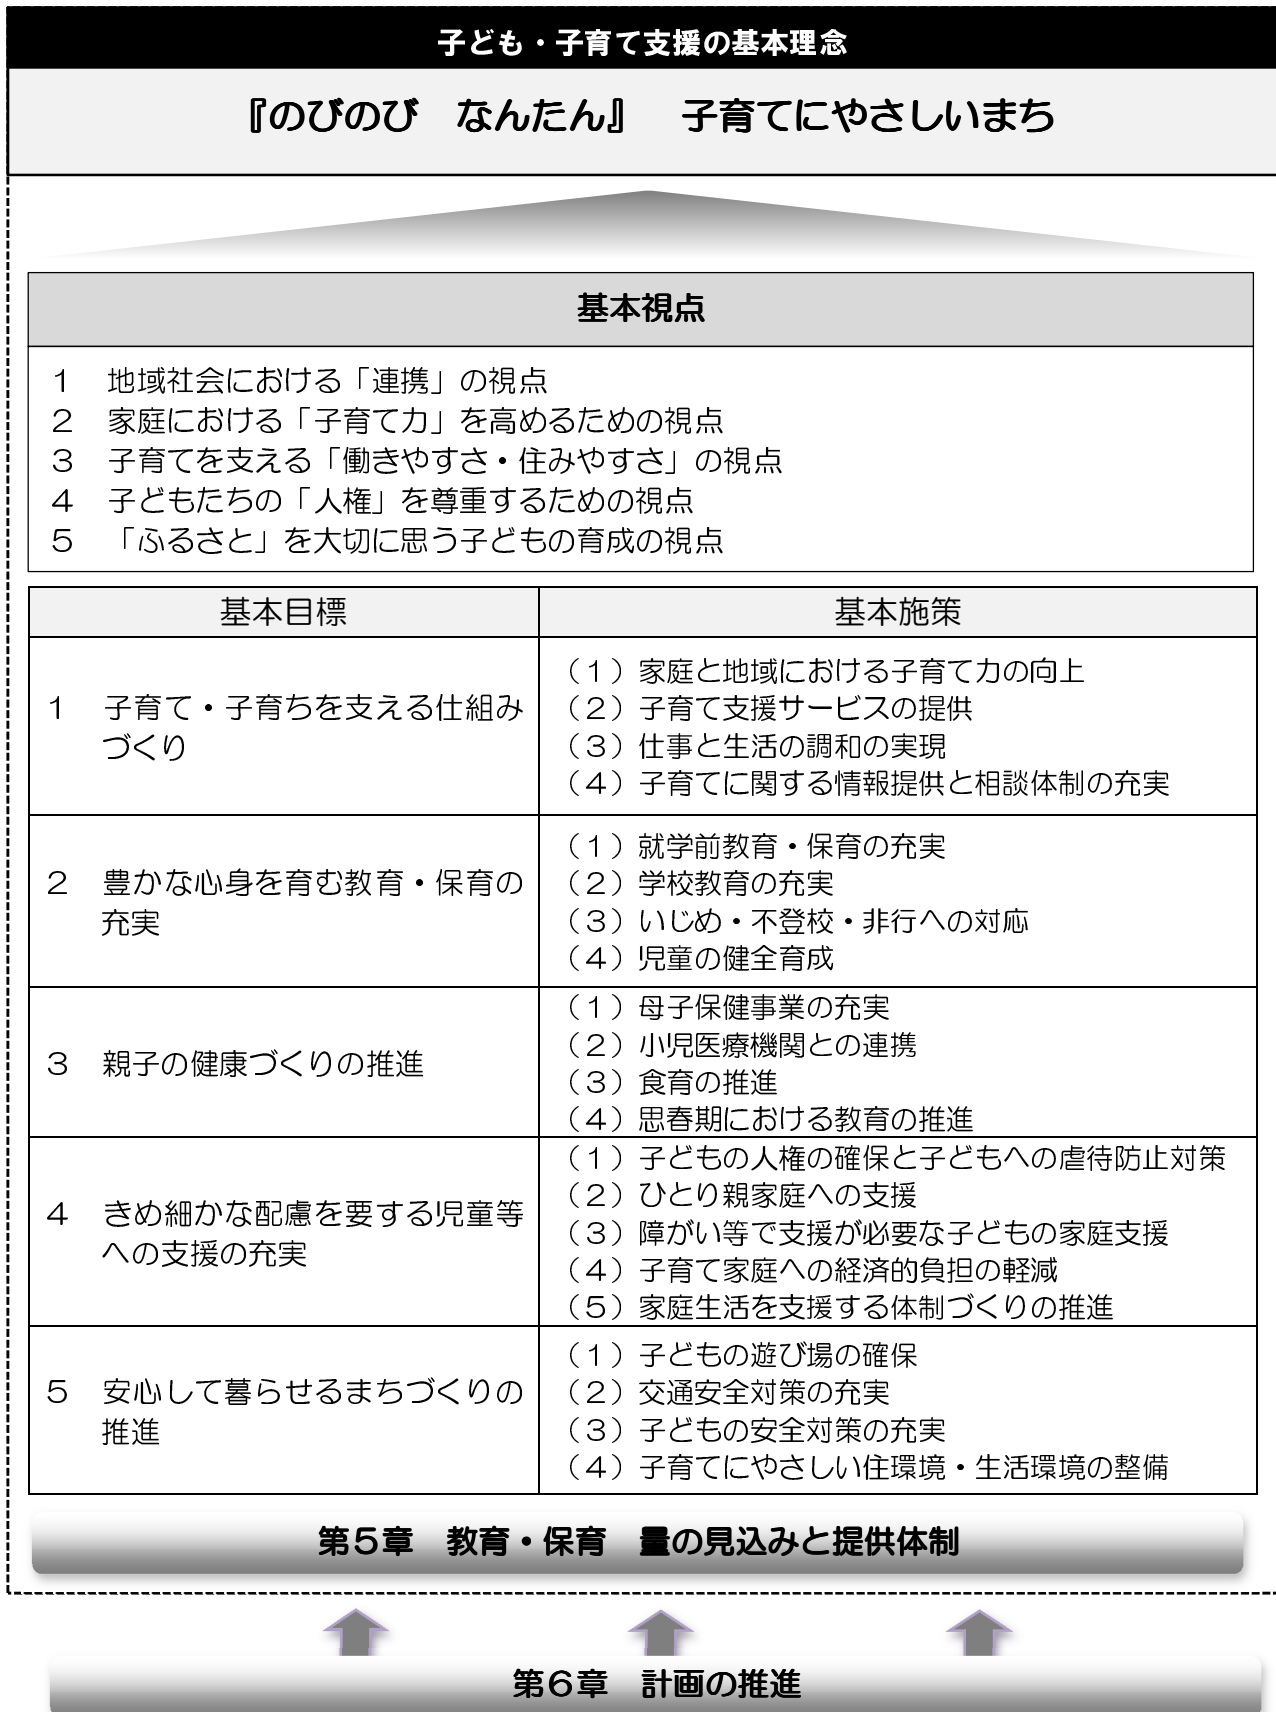 子ども・子育て支援の基本理念
『のびのび　なんたん』　子育てにやさしいまち
基本視点
１　地域社会における「連携」の視点
２　家庭における「子育て力」を高めるための視点
３　子育てを支える「働きやすさ・住みやすさ」の視点
４　子どもたちの「人権」を尊重するための視点
５　「ふるさと」を大切に思う子どもの育成の視点
基本目標
基本施策
１　子育て・子育ちを支える仕組み
づくり
（１）家庭と地域における子育て力の向上
（２）子育て支援サービスの提供
（３）仕事と生活の調和の実現
（４）子育てに関する情報提供と相談体制の充実
２　豊かな心身を育む教育・保育の
充実
（１）就学前教育・保育の充実
（２）学校教育の充実
（３）いじめ・不登校・非行への対応
（４）児童の健全育成
３　親子の健康づくりの推進
（１）母子保健事業の充実
（２）小児医療機関との連携
（３）食育の推進
（４）思春期における教育の推進
４　きめ細かな配慮を要する児童等
への支援の充実
（１）子どもの人権の確保と子どもへの虐待防止対策
（２）ひとり親家庭への支援
（３）障がい等で支援が必要な子どもの家庭支援
（４）子育て家庭への経済的負担の軽減
（５）家庭生活を支援する体制づくりの推進
５　安心して暮らせるまちづくりの
推進
（１）子どもの遊び場の確保
（２）交通安全対策の充実
（３）子どもの安全対策の充実
（４）子育てにやさしい住環境・生活環境の整備
第５章　教育・保育　量の見込みと提供体制
第６章　計画の推進